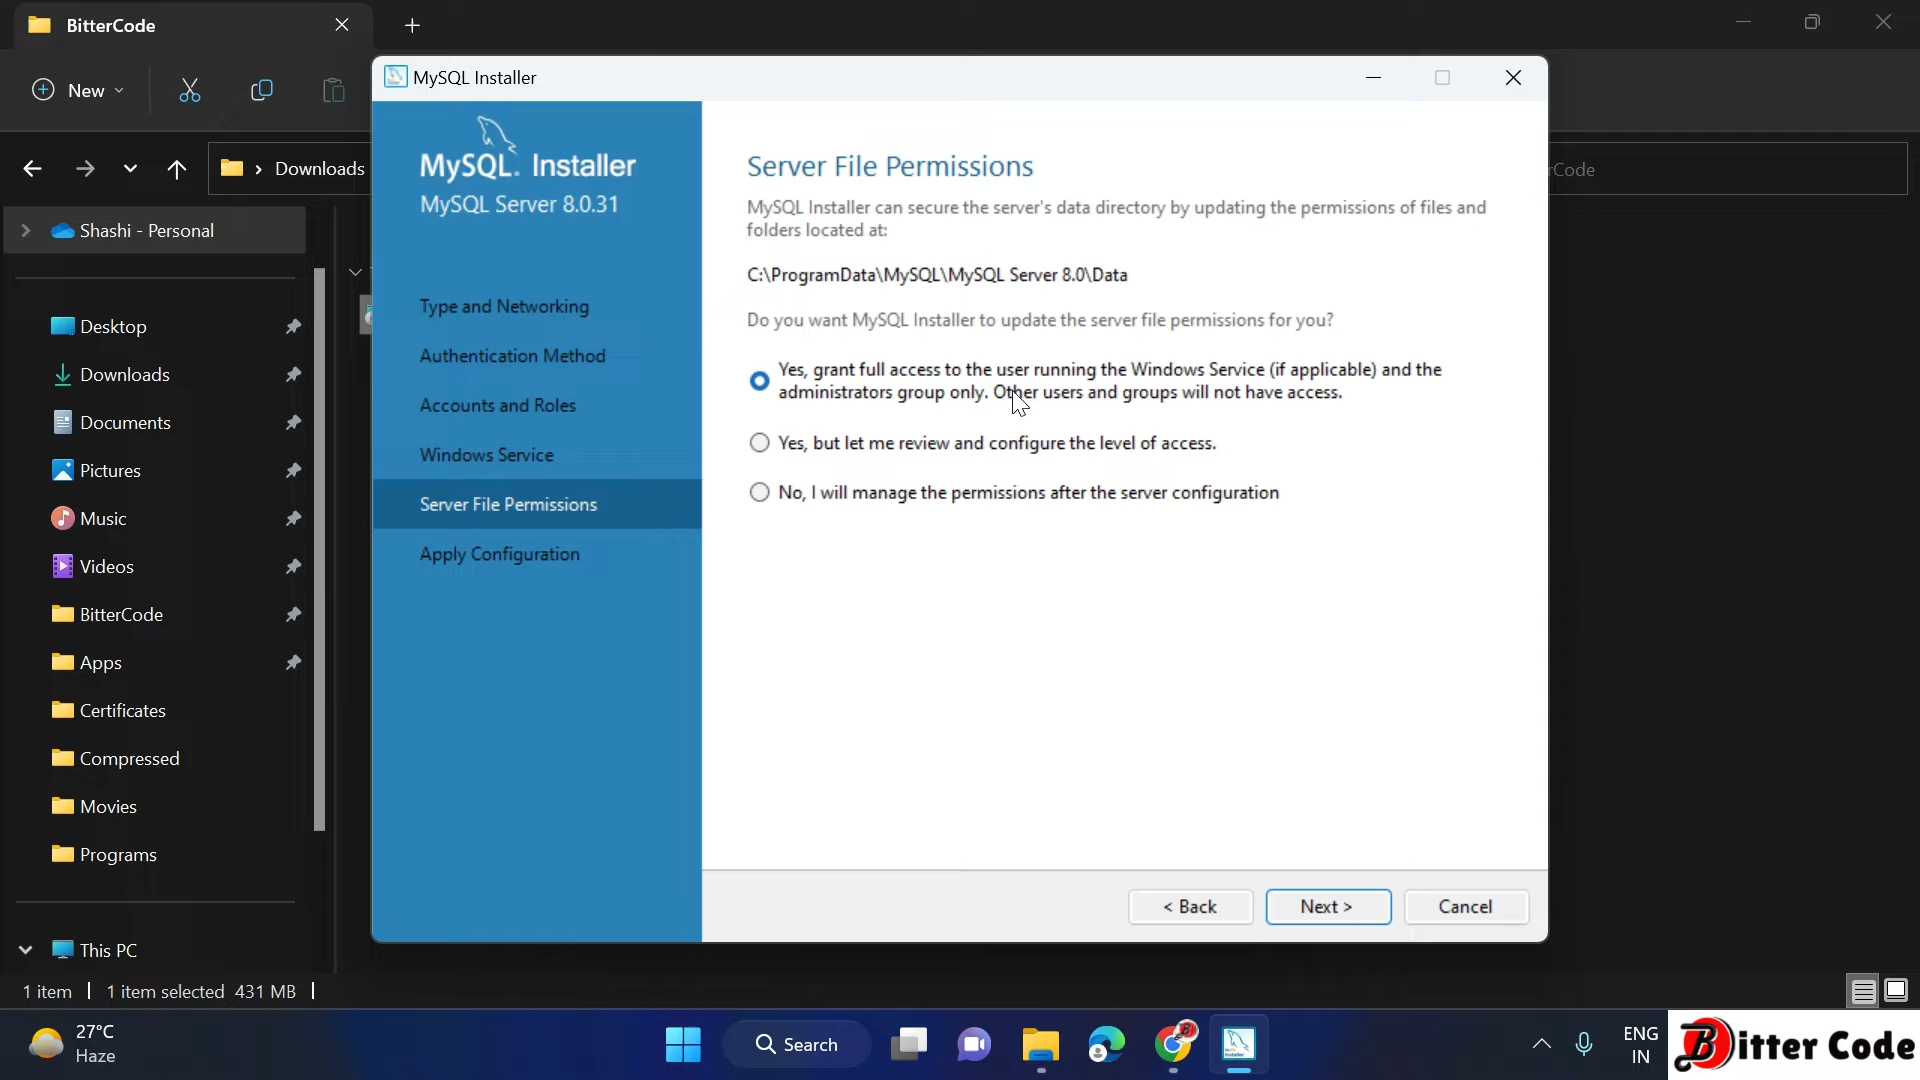 BitterCode
New
Downloads
Code
Shashi - Personal
Desktop
Downloads
Documents
Pictures
Music
Videos
BitterCode
Apps
Certificates
Compressed
Movies
Programs
This PC
1 item
1 item selected 431 MB
MySQL Installer
MySQL. Installer
MySQL Server 8.0.31
Type and Networking
Authentication Method
Accounts and Roles
Windows Service
Server File Permissions
Apply Configuration
Server File Permissions
MySQL Installer can secure the server's data directory by updating the permissions of files and
folders located at:
C:\ProgramData\MySQL\MySQL Server 8.0\Data
Do you want MySQL Installer to update the server file permissions for you?
Yes, grant full access to the user running the Windows Service (if applicable) and the
administrators group only. Other users and groups will not have access.
Yes, but let me review and configure the level of access.
No, I will manage the permissions after the server configuration
< Back
Next >
Cancel
27°C
Haze
Search
ENG
IN
Bitter Code